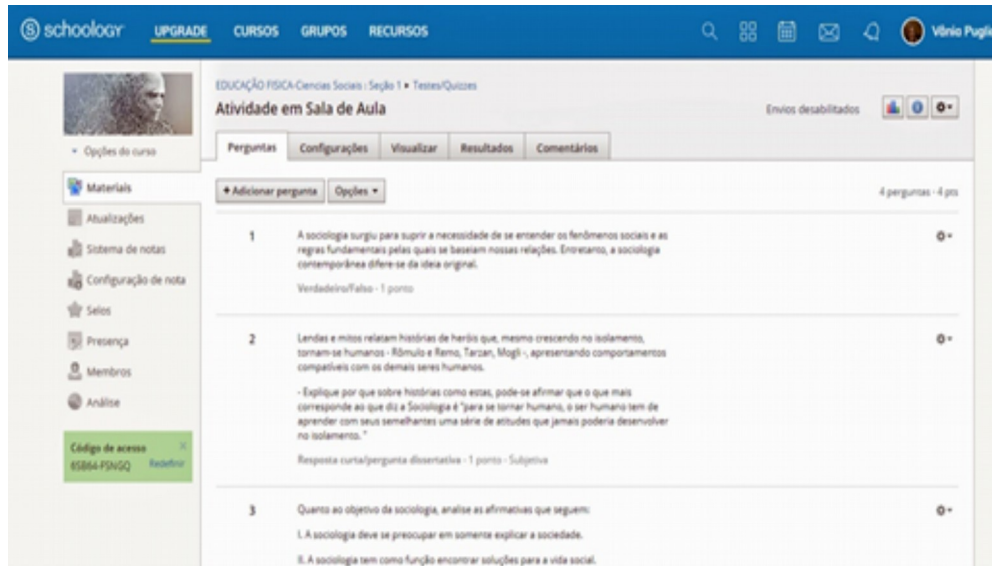 schoology UPGRADE CURSOS GRUPOS RECURSOS Vânio Puglie
EDUCAÇÃO FISICA-Ciencias Sociais : Seção 1 ▸ Testes/Quizzes
Atividade em Sala de Aula
Envios desabilitados
Opções do curso
Perguntas Configurações Visualizar Resultados Comentários
Materiais
Atualizações
Sistema de notas
Configuração de nota
Selos
Presença
Membros
Análise
Código de acesso
6SB64-PSNGQ Redefinir
+ Adicionar pergunta Opções
4 perguntas - 4 pts
1
A sociologia surgiu para suprir a necessidade de se entender os fenômenos sociais e as
regras fundamentais pelas quais se baseiam nossas relações. Entretanto, a sociologia
contemporânea difere-se da ideia original.
Verdadeiro/Falso - 1 ponto
2
Lendas e mitos relatam histórias de heróis que, mesmo crescendo no isolamento,
tornam-se humanos - Rômulo e Remo, Tarzan, Mogli -, apresentando comportamentos
compatíveis com os demais seres humanos.
- Explique por que sobre histórias como estas, pode-se afirmar que o que mais
corresponde ao que diz a Sociologia é "para se tornar humano, o ser humano tem de
aprender com seus semelhantes uma série de atitudes que jamais poderia desenvolver
no isolamento. "
Resposta curta/pergunta dissertativa - 1 ponto - Subjetiva
3
Quanto ao objetivo da sociologia, analise as afirmativas que seguem:
I. A sociologia deve se preocupar em somente explicar a sociedade.
II. A sociologia tem como função encontrar soluções para a vida social.